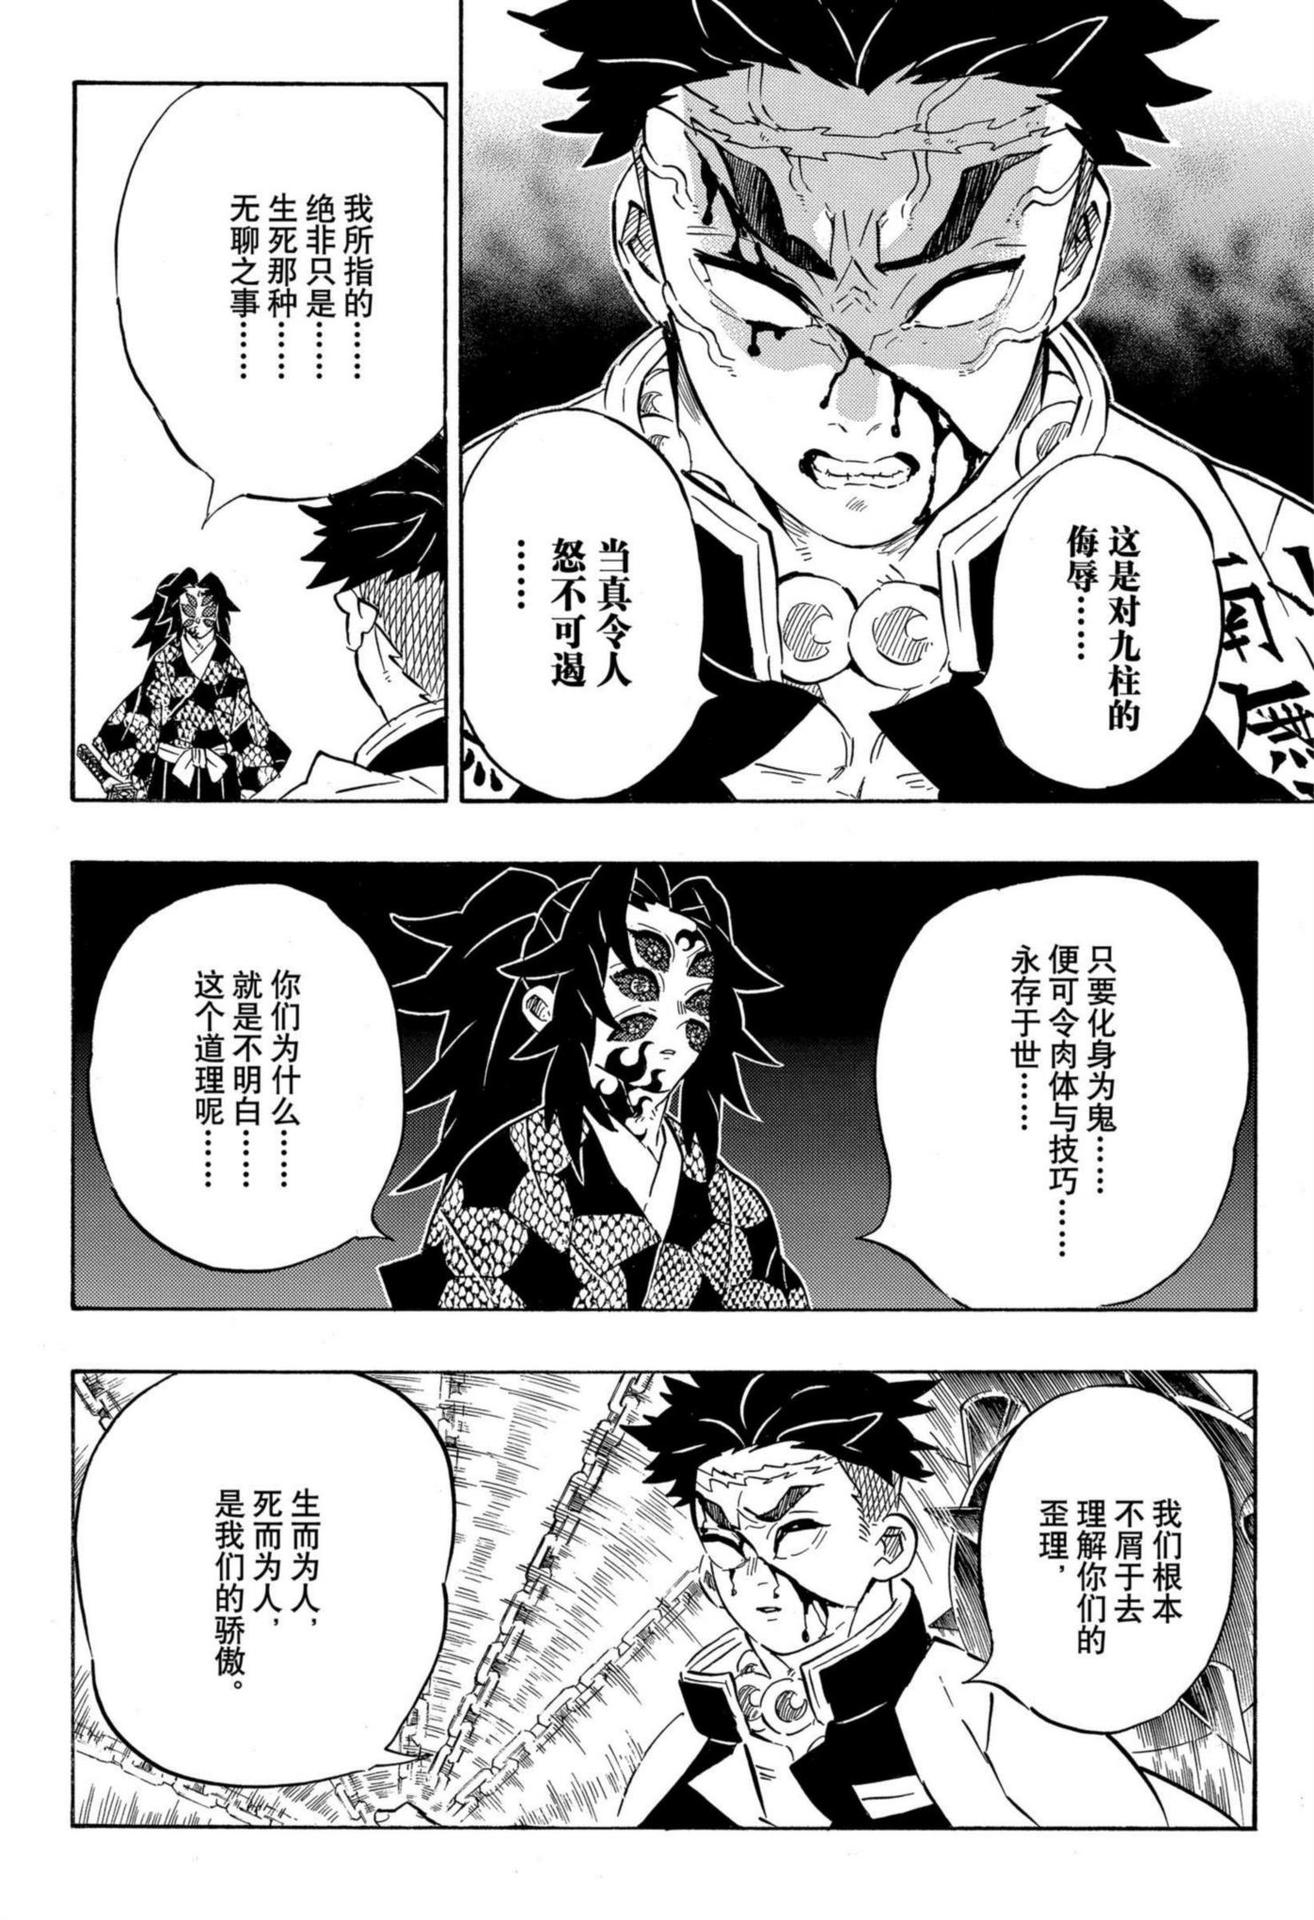 这是对九柱的
侮辱……
当真令人
怒不可遏
……
我所指的……
绝非只是……
生死那种……
无聊之事……
只要化身为鬼……
便可令肉体与技巧……
永存于世……
你们为什么……
就是不明白……
这个道理呢……
我们根本
不屑于去
理解你们的
歪理，
生而为人，
死而为人，
是我们的骄傲。